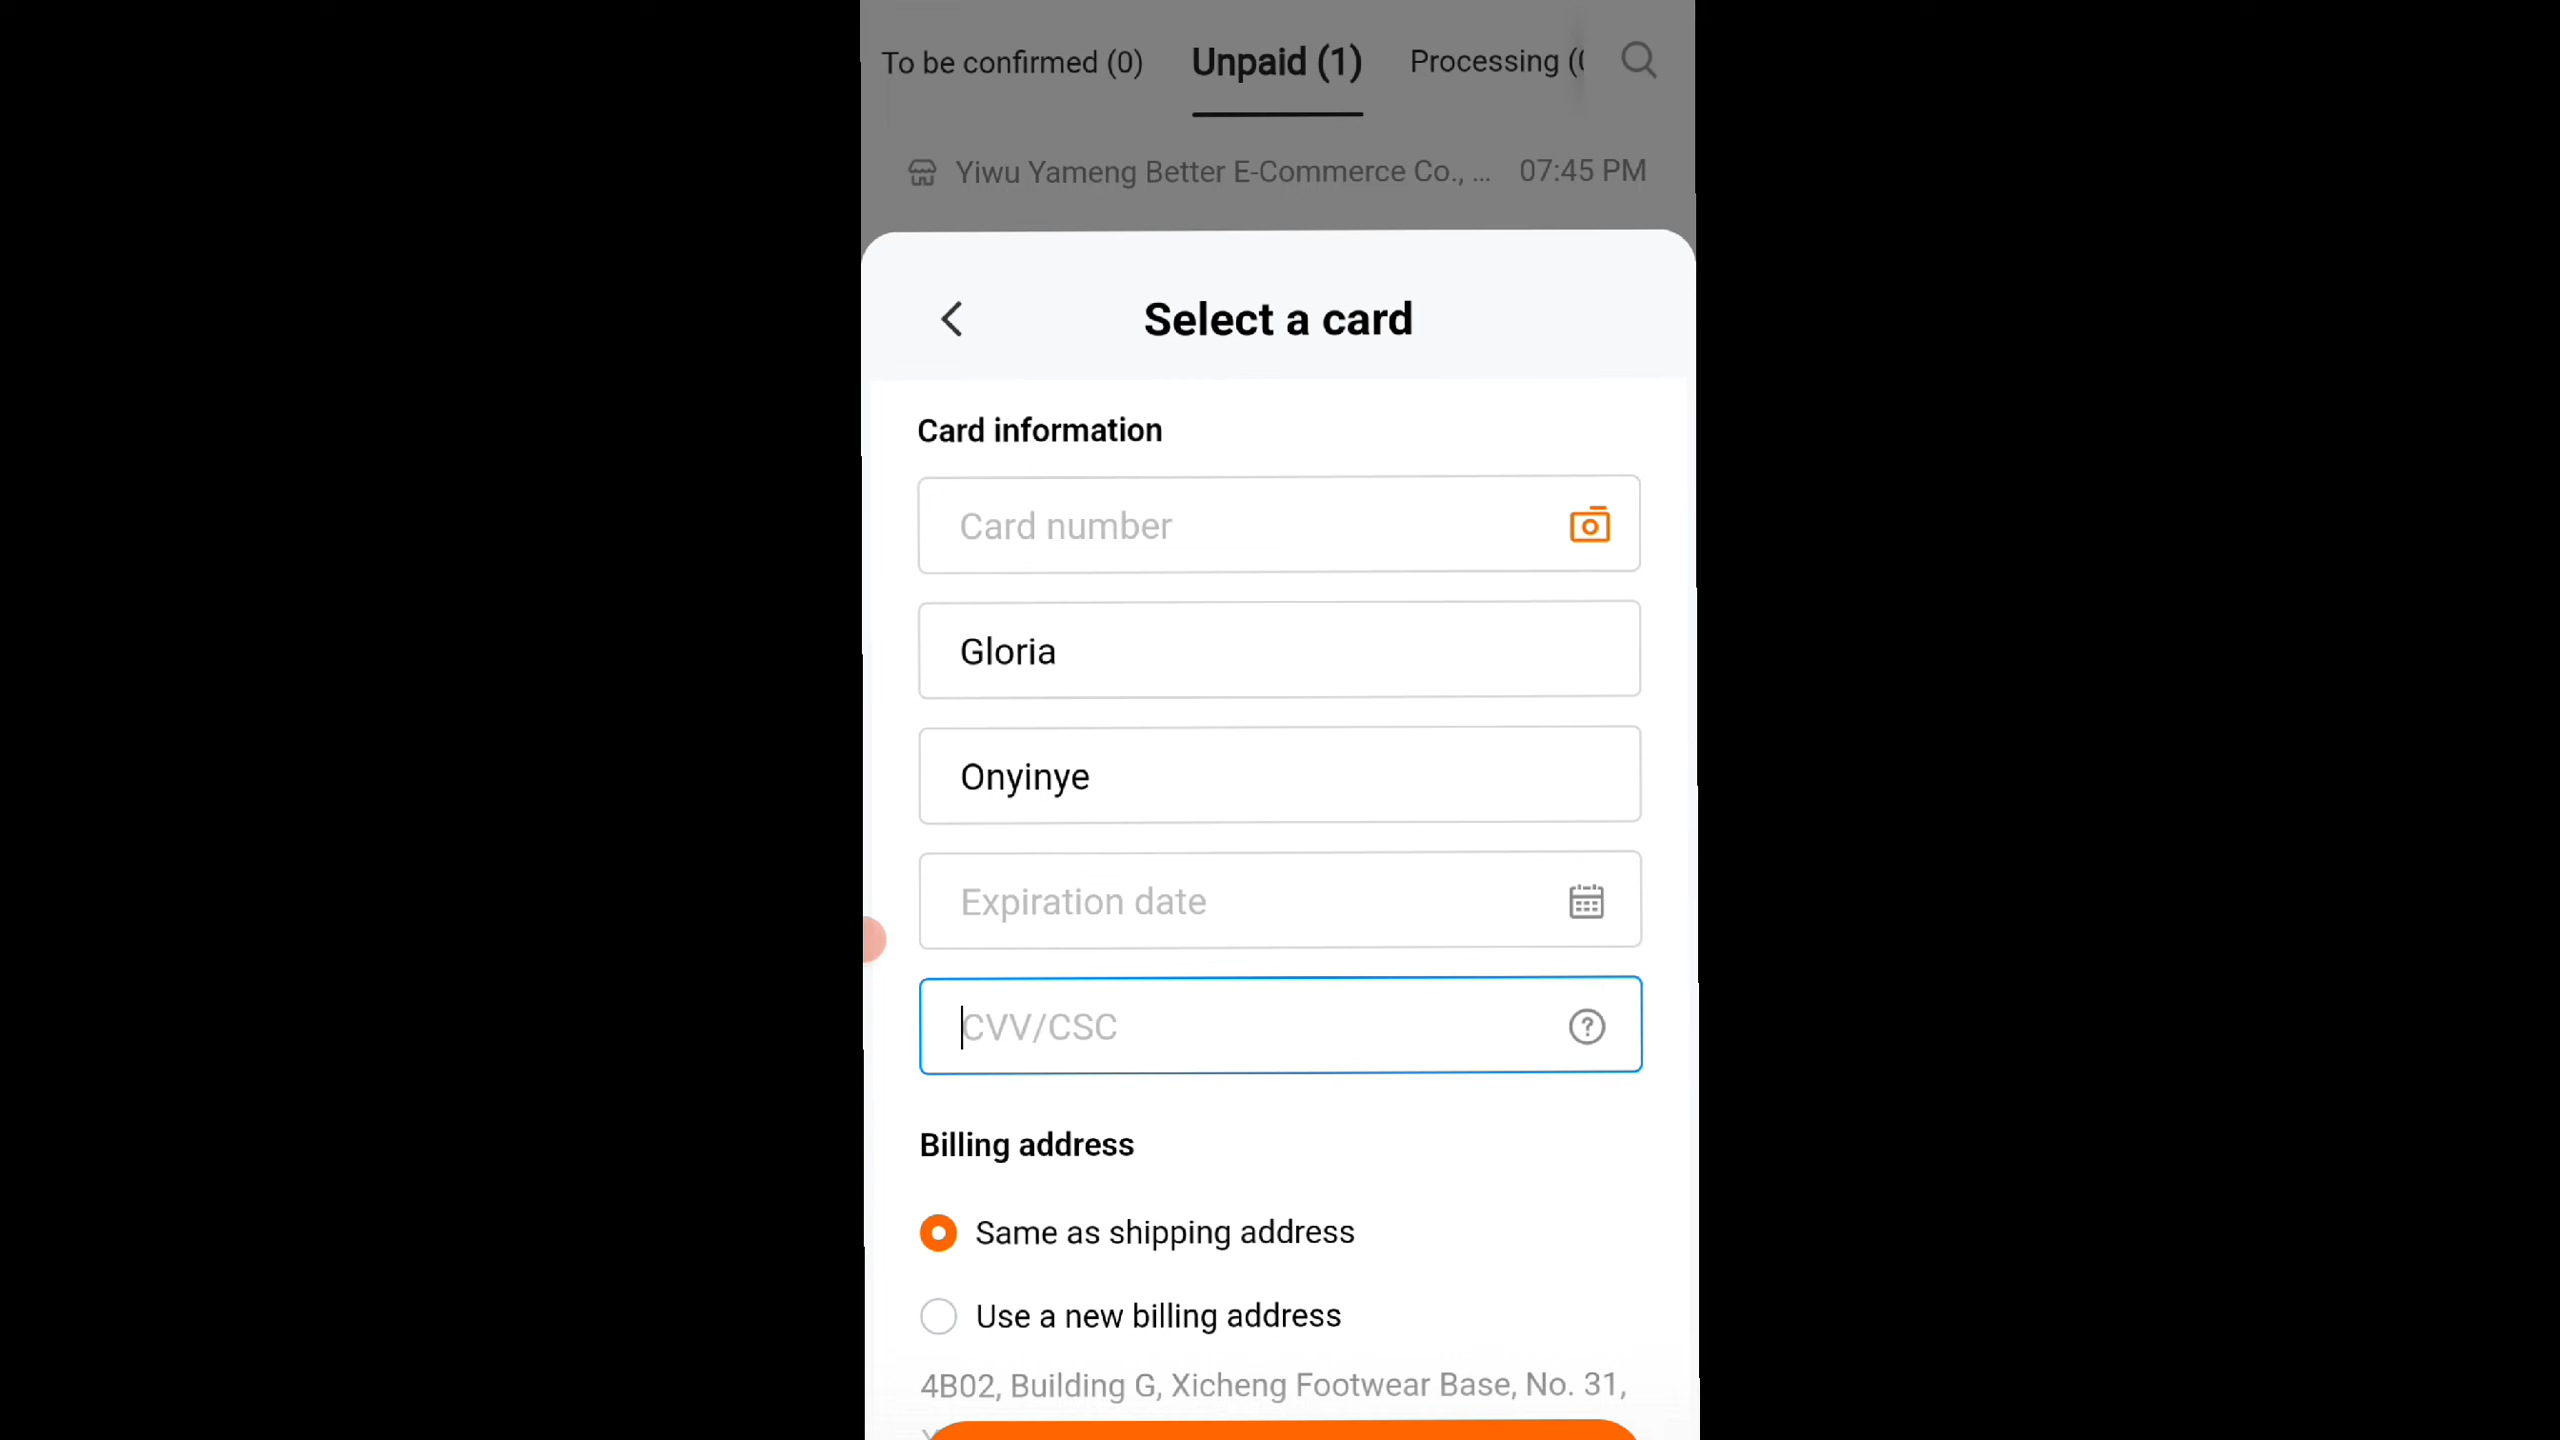 To be confirmed (0) Unpaid (1) Processing (
Yiwu Yameng Better E-Commerce Co., ... 07:45 PM
Select a card
Card information
Card number
Gloria
Onyinye
Expiration date
CVV/CSC
Billing address
Same as shipping address
Use a new billing address
4B02, Building G, Xicheng Footwear Base, No. 31,